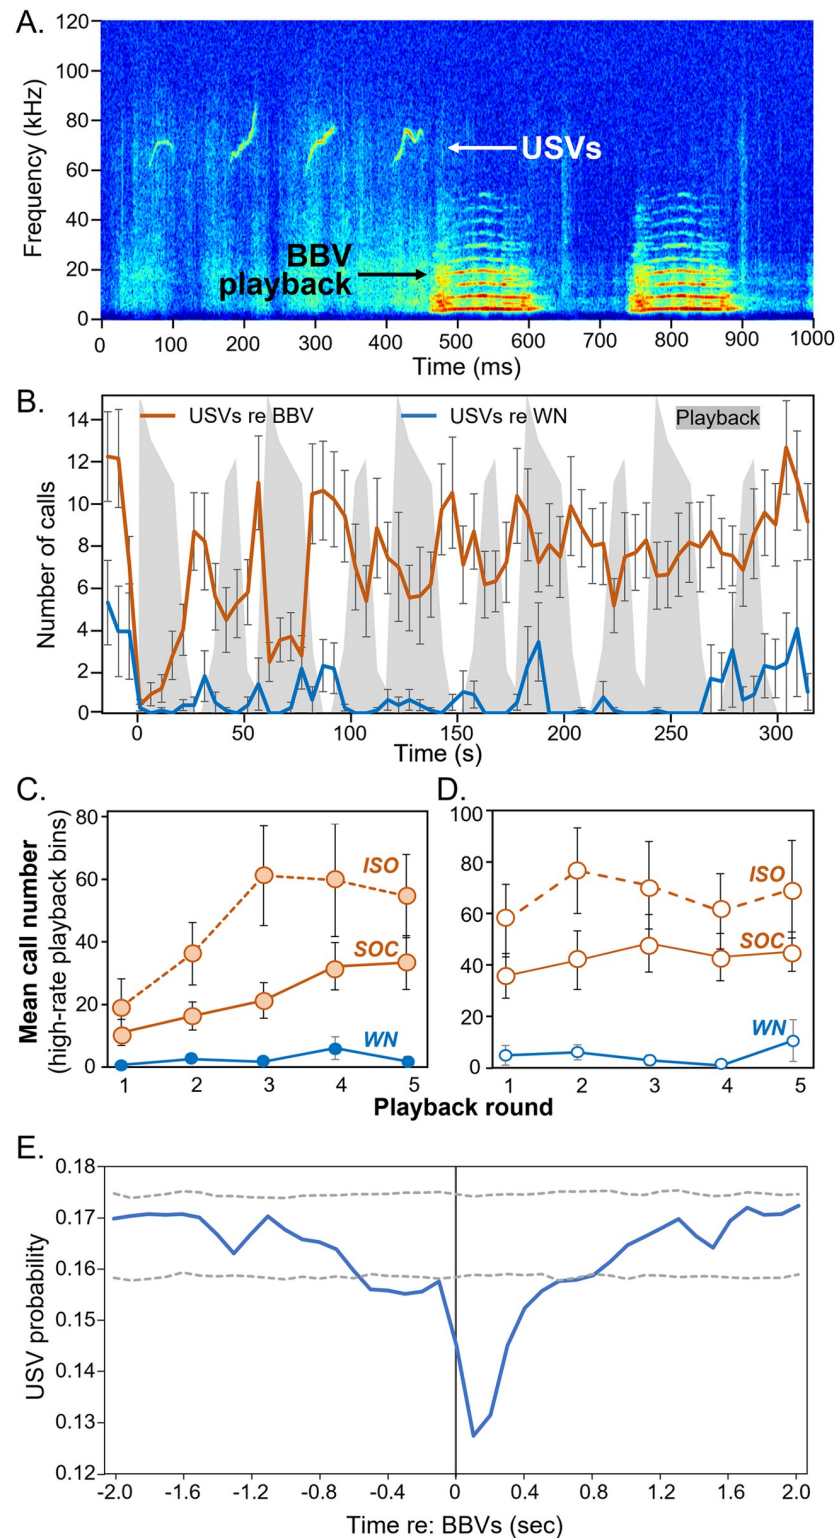 A.
120
100
80
60
40
20
0
Frequency (kHz)
USVs
BBV
playback
0 100 200 300 400 500 600 700 800 900 1000
Time (ms)
B.
USVs re BBV USVs re WN Playback
14
12
10
8
6
4
2
0
Number of calls
0 50 100 150 200 250 300
Time (s)
C. D.
Mean call number
(high-rate playback bins)
80
60
40
20
0
ISO
SOC
WN
1 2 3 4 5
100
80
60
40
20
0
ISO
SOC
WN
1 2 3 4 5
Playback round
E.
0.18
0.17
0.16
0.15
0.14
0.13
0.12
USV probability
-2.0 -1.6 -1.2 -0.8 -0.4 0 0.4 0.8 1.2 1.6 2.0
Time re: BBVs (sec)